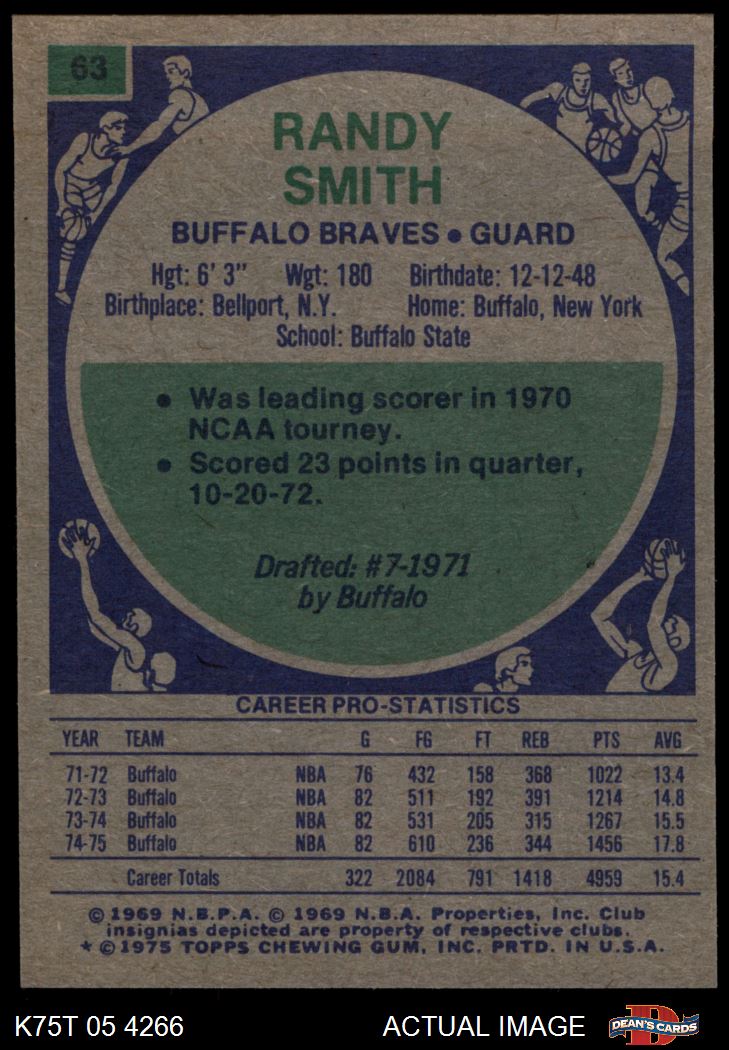 63
RANDY
SMITH
BUFFALO BRAVES • GUARD
Hgt: 6' 3" Wgt: 180 Birthdate: 12-12-48
Birthplace: Bellport, N.Y. Home: Buffalo, New York
School: Buffalo State
• Was leading scorer in 1970
NCAA tourney.
• Scored 23 points in quarter,
10-20-72.
Drafted: #7-1971
by Buffalo
CAREER PRO-STATISTICS
YEAR TEAM G FG FT REB PTS AVG
71-72 Buffalo NBA 76 432 158 368 1022 13.4
72-73 Buffalo NBA 82 511 192 391 1214 14.8
73-74 Buffalo NBA 82 531 205 315 1267 15.5
74-75 Buffalo NBA 82 610 236 344 1456 17.8
Career Totals 322 2084 791 1418 4959 15.4
© 1969 N.B.P.A. © 1969 N.B.A. Properties, Inc. Club
insignias depicted are property of respective clubs.
* © 1975 TOPPS CHEWING GUM, INC. PRTD. IN U.S.A.
K75T 05 4266 ACTUAL IMAGE D DEAN'S CARDS